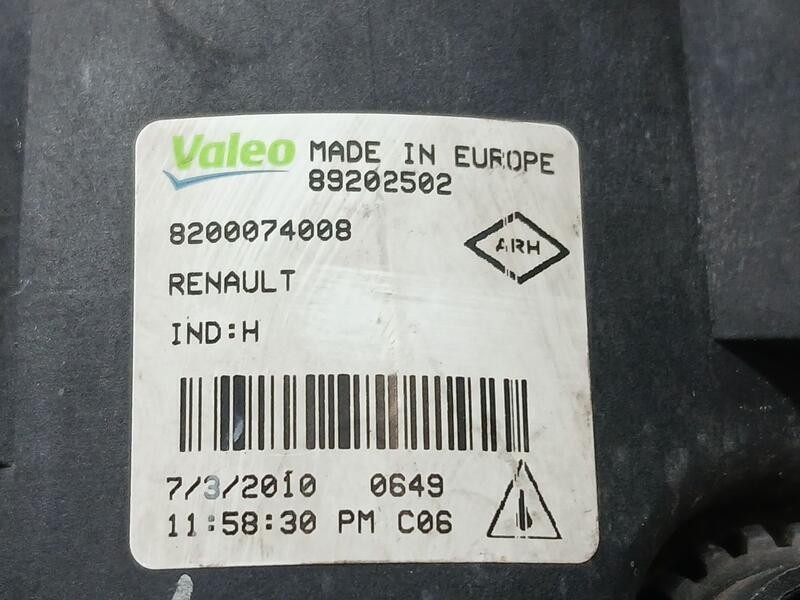 Valeo MADE IN EUROPE
89202502
8200074008
ARH
RENAULT
IND:H
7/3/2010 0649
11:58:30 PM C06